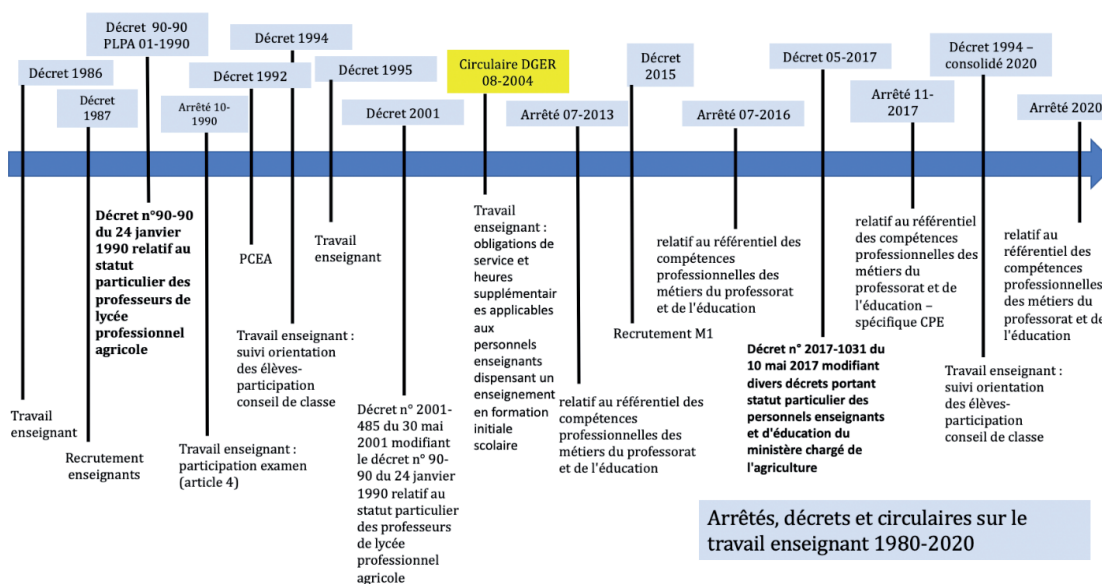 Décret 1986
Décret
1987
Décret 90-90
PLPA 01-1990
Arrêté 10-
1990
Décret 1992
Décret 1994
Décret 1995
Décret 2001
Circulaire DGER
08-2004
Arrêté 07-2013
Décret
2015
Arrêté 07-2016
Décret 05-2017
Arrêté 11-
2017
Décret 1994 –
consolidé 2020
Arrêté 2020
Travail
enseignant
Recrutement
enseignants
Décret n°90-90
du 24 janvier
1990 relatif au
statut
particulier des
professeurs de
lycée
professionnel
agricole
Travail enseignant :
participation examen
(article 4)
PCEA
Travail enseignant :
suivi orientation
des élèves-
participation
conseil de classe
Travail
enseignant
Décret n° 2001-
485 du 30 mai
2001 modifiant
le décret n° 90-
90 du 24 janvier
1990 relatif au
statut particulier
des professeurs
de lycée
professionnel
agricole
Travail
enseignant :
obligations de
service et
heures
supplémentair
es applicables
aux
personnels
enseignants
dispensant un
enseignement
en formation
initiale
scolaire
relatif au référentiel des
compétences
professionnelles des
métiers du professorat
et de l'éducation
Recrutement M1
relatif au référentiel des
compétences
professionnelles des
métiers du professorat
et de l'éducation
Décret n° 2017-1031 du
10 mai 2017 modifiant
divers décrets portant
statut particulier des
personnels enseignants
et d'éducation du
ministère chargé de
l'agriculture
relatif au référentiel
des compétences
professionnelles des
métiers du
professorat et de
l'éducation –
spécifique CPE
Travail enseignant :
suivi orientation
des élèves-
participation
conseil de classe
relatif au
référentiel des
compétences
professionnelles
des métiers du
professorat et de
l'éducation
Arrêtés, décrets et circulaires sur le
travail enseignant 1980-2020